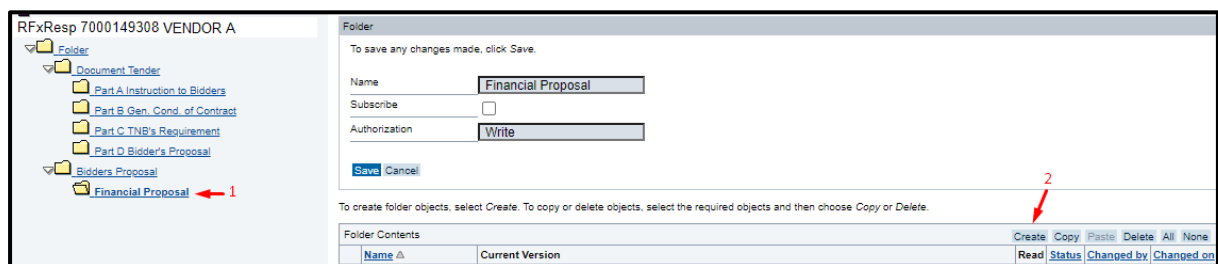 RFxResp 7000149308 VENDOR A
Folder
Document Tender
Part A Instruction to Bidders
Part B Gen. Cond. of Contract
Part C TNB's Requirement
Part D Bidder's Proposal
Bidders Proposal
Financial Proposal 1
Folder
To save any changes made, click Save.
Name Financial Proposal
Subscribe
Authorization Write
Save Cancel
2
To create folder objects, select Create. To copy or delete objects, select the required objects and then choose Copy or Delete.
Folder Contents Create Copy Paste Delete All None
Name Current Version Read Status Changed by Changed on